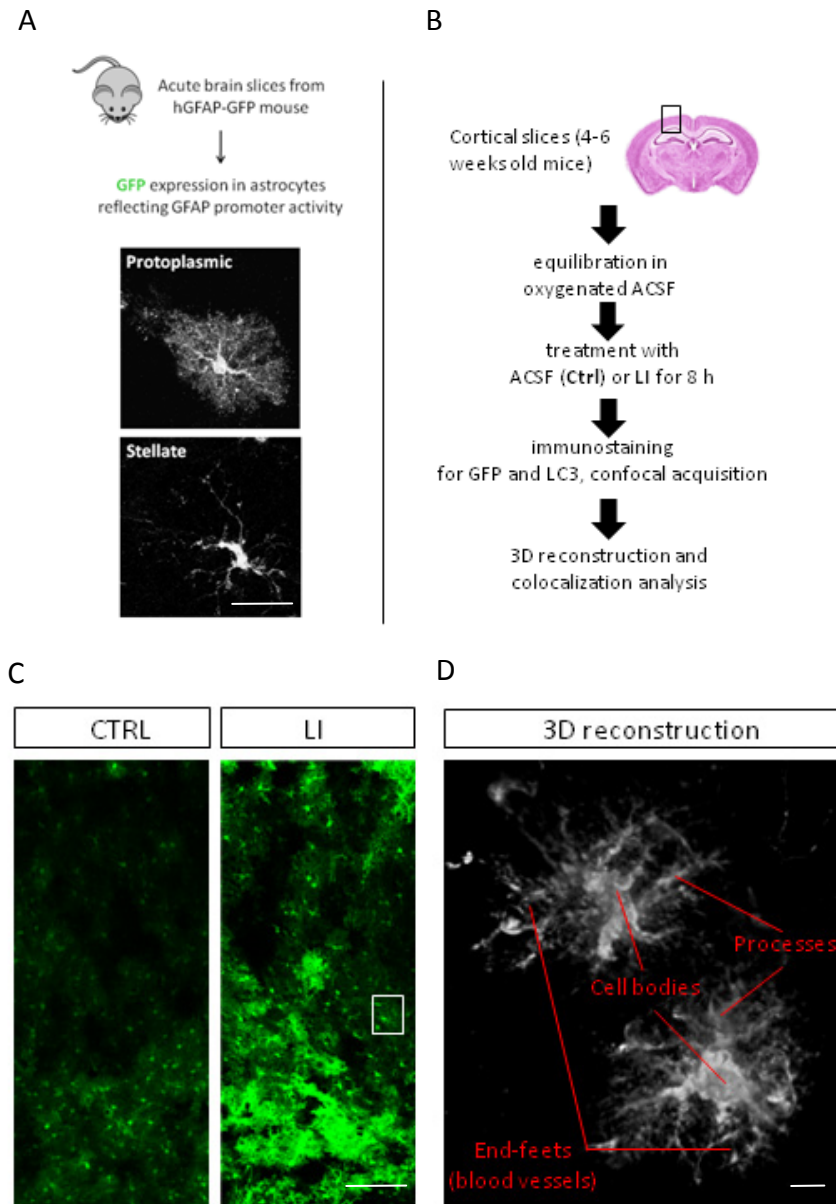 A
Acute brain slices from
hGFAP-GFP mouse
GFP expression in astrocytes
reflecting GFAP promoter activity
Protoplasmic
Stellate
B
Cortical slices (4-6
weeks old mice)
equilibration in
oxygenated ACSF
treatment with
ACSF (Ctrl) or LI for 8 h
immunostaining
for GFP and LC3, confocal acquisition
3D reconstruction and
colocalization analysis
C
CTRL
LI
D
3D reconstruction
Processes
Cell bodies
End-feets
(blood vessels)